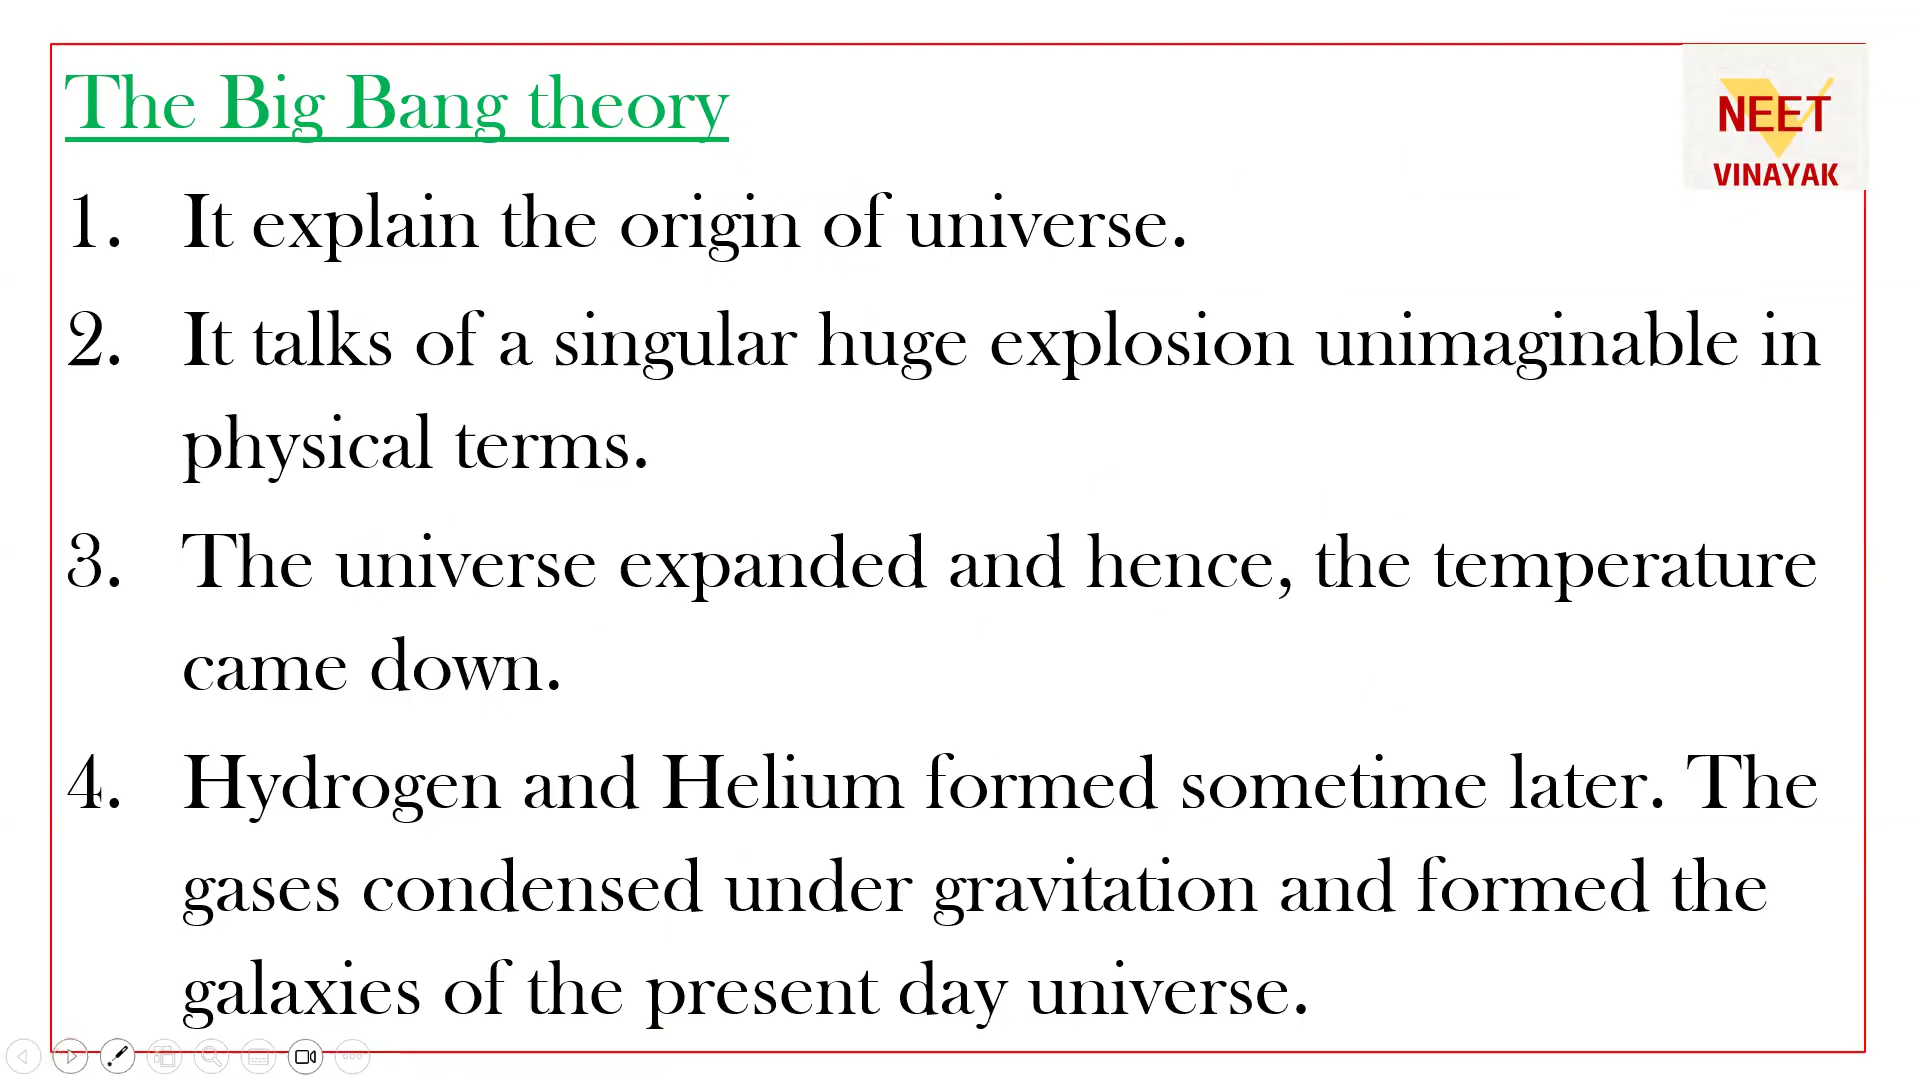 The Big Bang theory
NEET
VINAYAK
1. It explain the origin of universe.
2. It talks of a singular huge explosion unimaginable in
physical terms.
3. The universe expanded and hence, the temperature
came down.
4. Hydrogen and Helium formed sometime later. The
gases condensed under gravitation and formed the
galaxies of the present day universe.